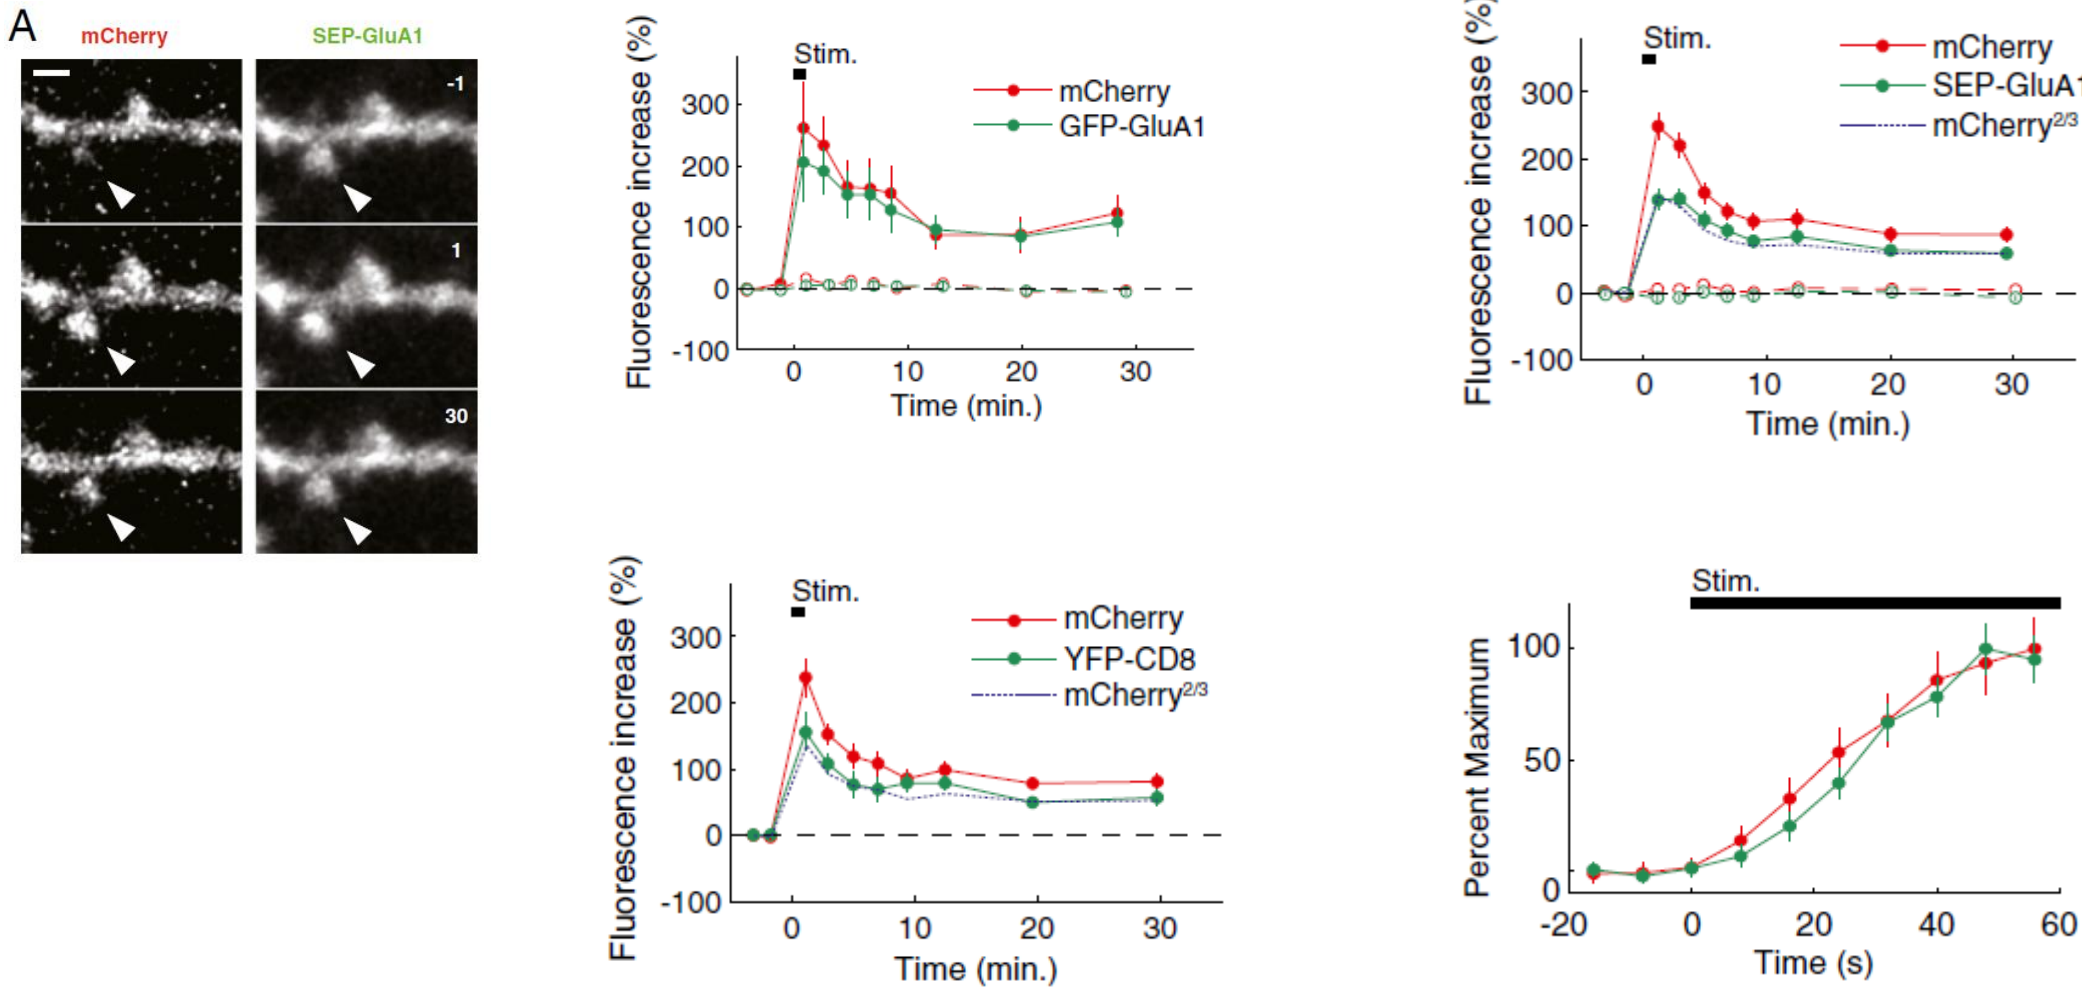 A
mCherry
SEP-GluA1
-1
1
30
Fluorescence increase (%)
Stim.
mCherry
GFP-GluA1
300
200
100
0
-100
0 10 20 30
Time (min.)
Fluorescence increase (%)
Stim.
mCherry
SEP-GluA1
mCherry2/3
300
200
100
0
-100
0 10 20 30
Time (min.)
Fluorescence increase (%)
Stim.
mCherry
YFP-CD8
mCherry2/3
300
200
100
0
-100
0 10 20 30
Time (min.)
Percent Maximum
Stim.
100
50
0
-20 0 20 40 60
Time (s)